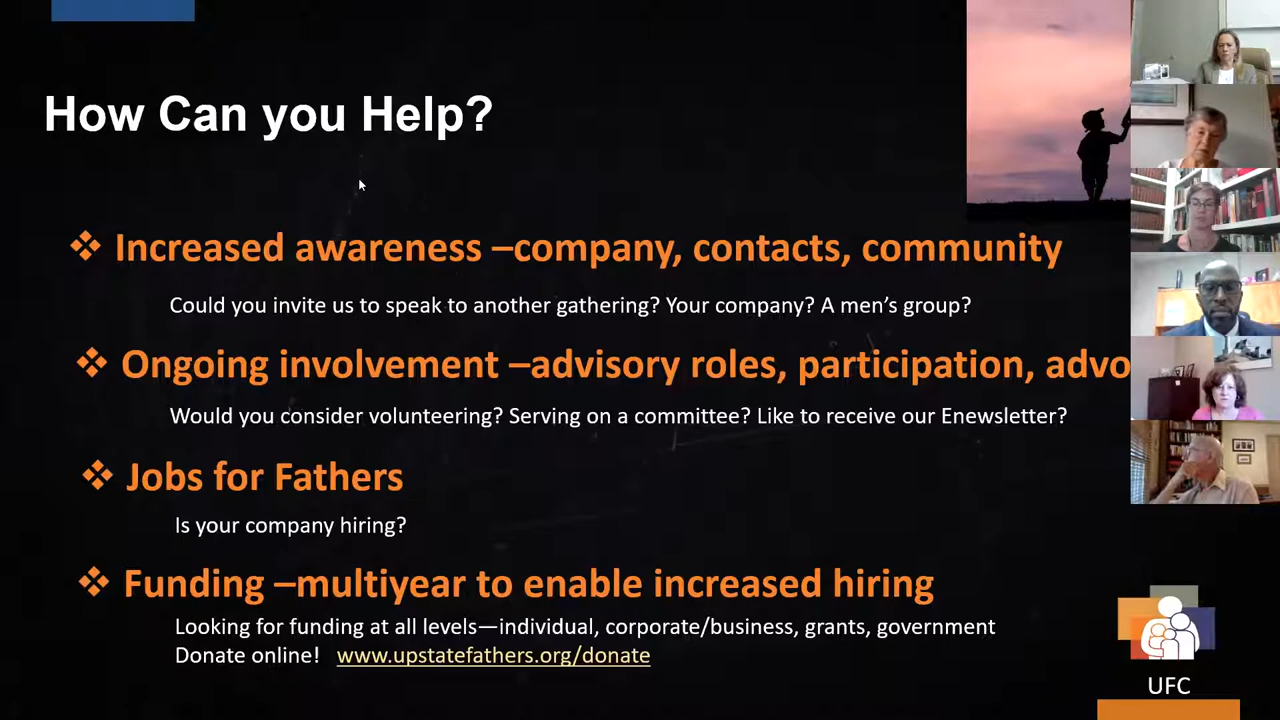 How Can you Help?
❖ Increased awareness –company, contacts, community
Could you invite us to speak to another gathering? Your company? A men’s group?
❖ Ongoing involvement –advisory roles, participation, advo
Would you consider volunteering? Serving on a committee? Like to receive our Enewsletter?
❖ Jobs for Fathers
Is your company hiring?
❖ Funding –multiyear to enable increased hiring
Looking for funding at all levels—individual, corporate/business, grants, government
Donate online! www.upstatefathers.org/donate
UFC